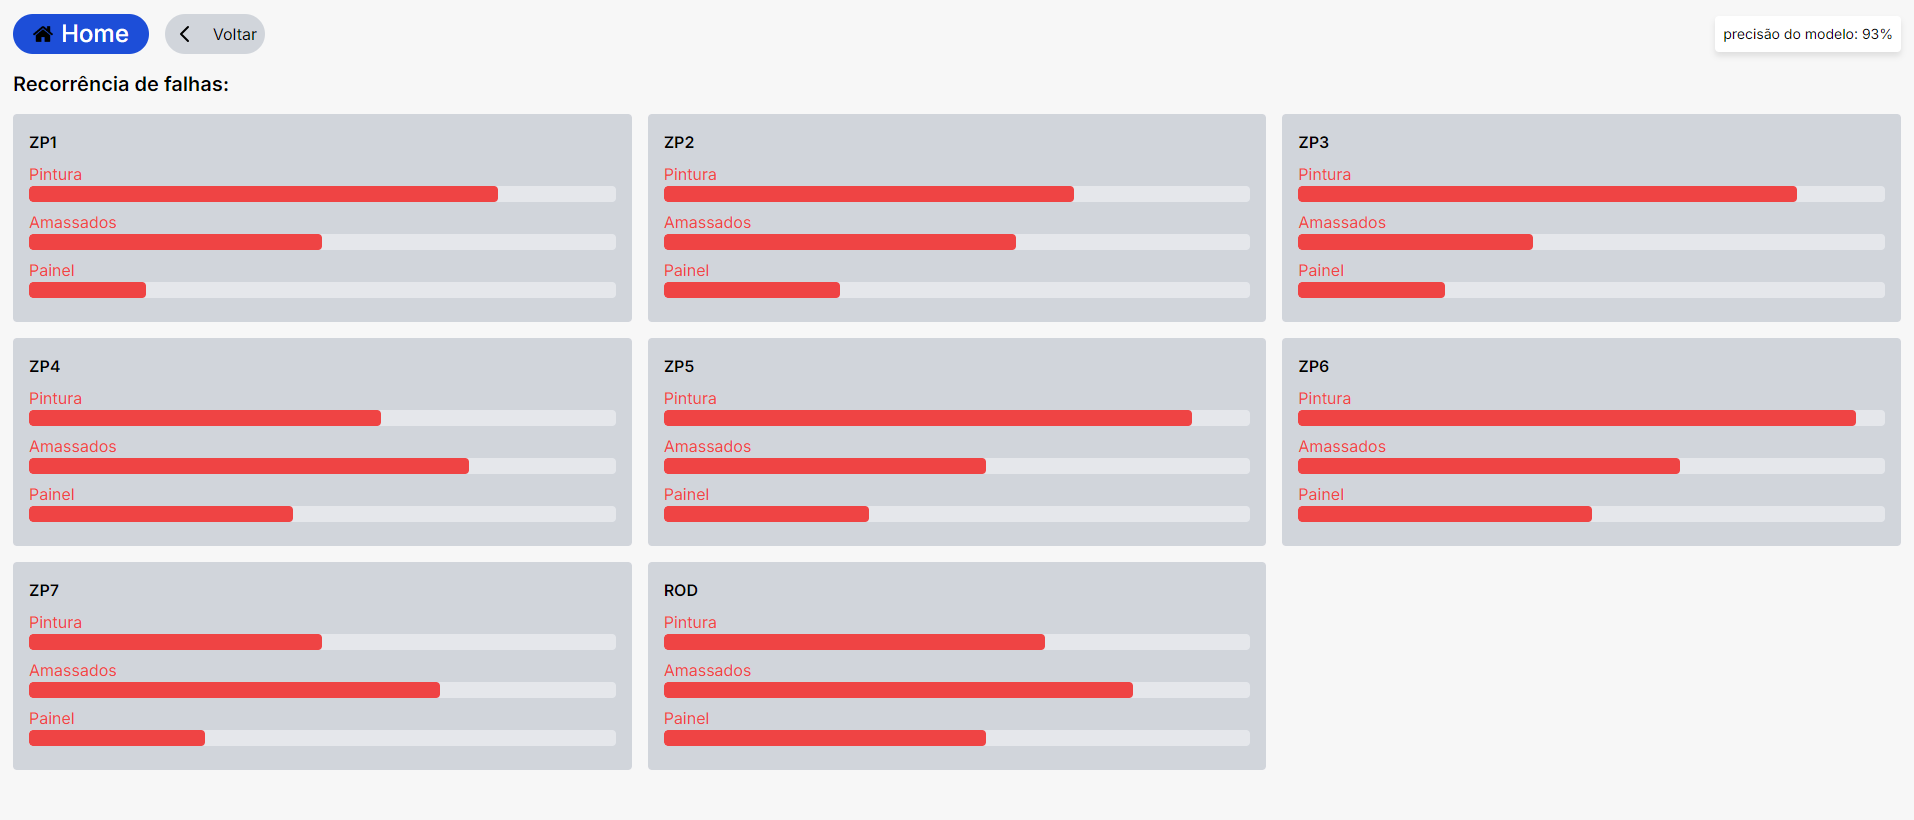 Home
Voltar
precisão do modelo: 93%
Recorrência de falhas:
ZP1
Pintura
Amassados
Painel
ZP2
Pintura
Amassados
Painel
ZP3
Pintura
Amassados
Painel
ZP4
Pintura
Amassados
Painel
ZP5
Pintura
Amassados
Painel
ZP6
Pintura
Amassados
Painel
ZP7
Pintura
Amassados
Painel
ROD
Pintura
Amassados
Painel